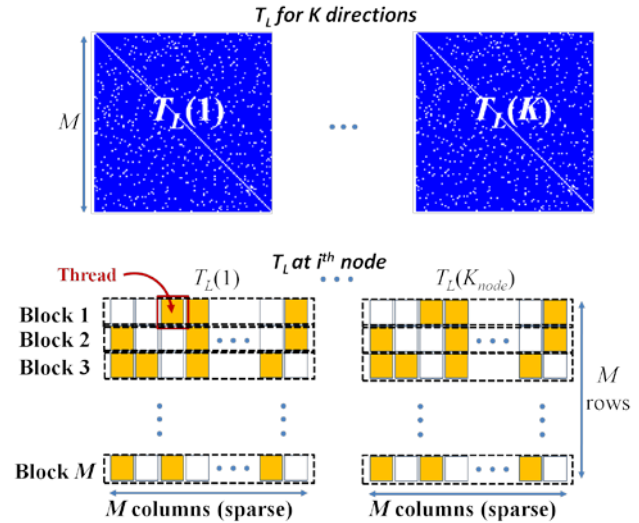 T_L for K directions
M
T_L(1)
...
T_L(K)
T_L at i^th node
Thread
T_L(1)
...
T_L(K_node)
Block 1
Block 2
...
...
Block 3
M
rows
Block M
...
...
M columns (sparse)
M columns (sparse)